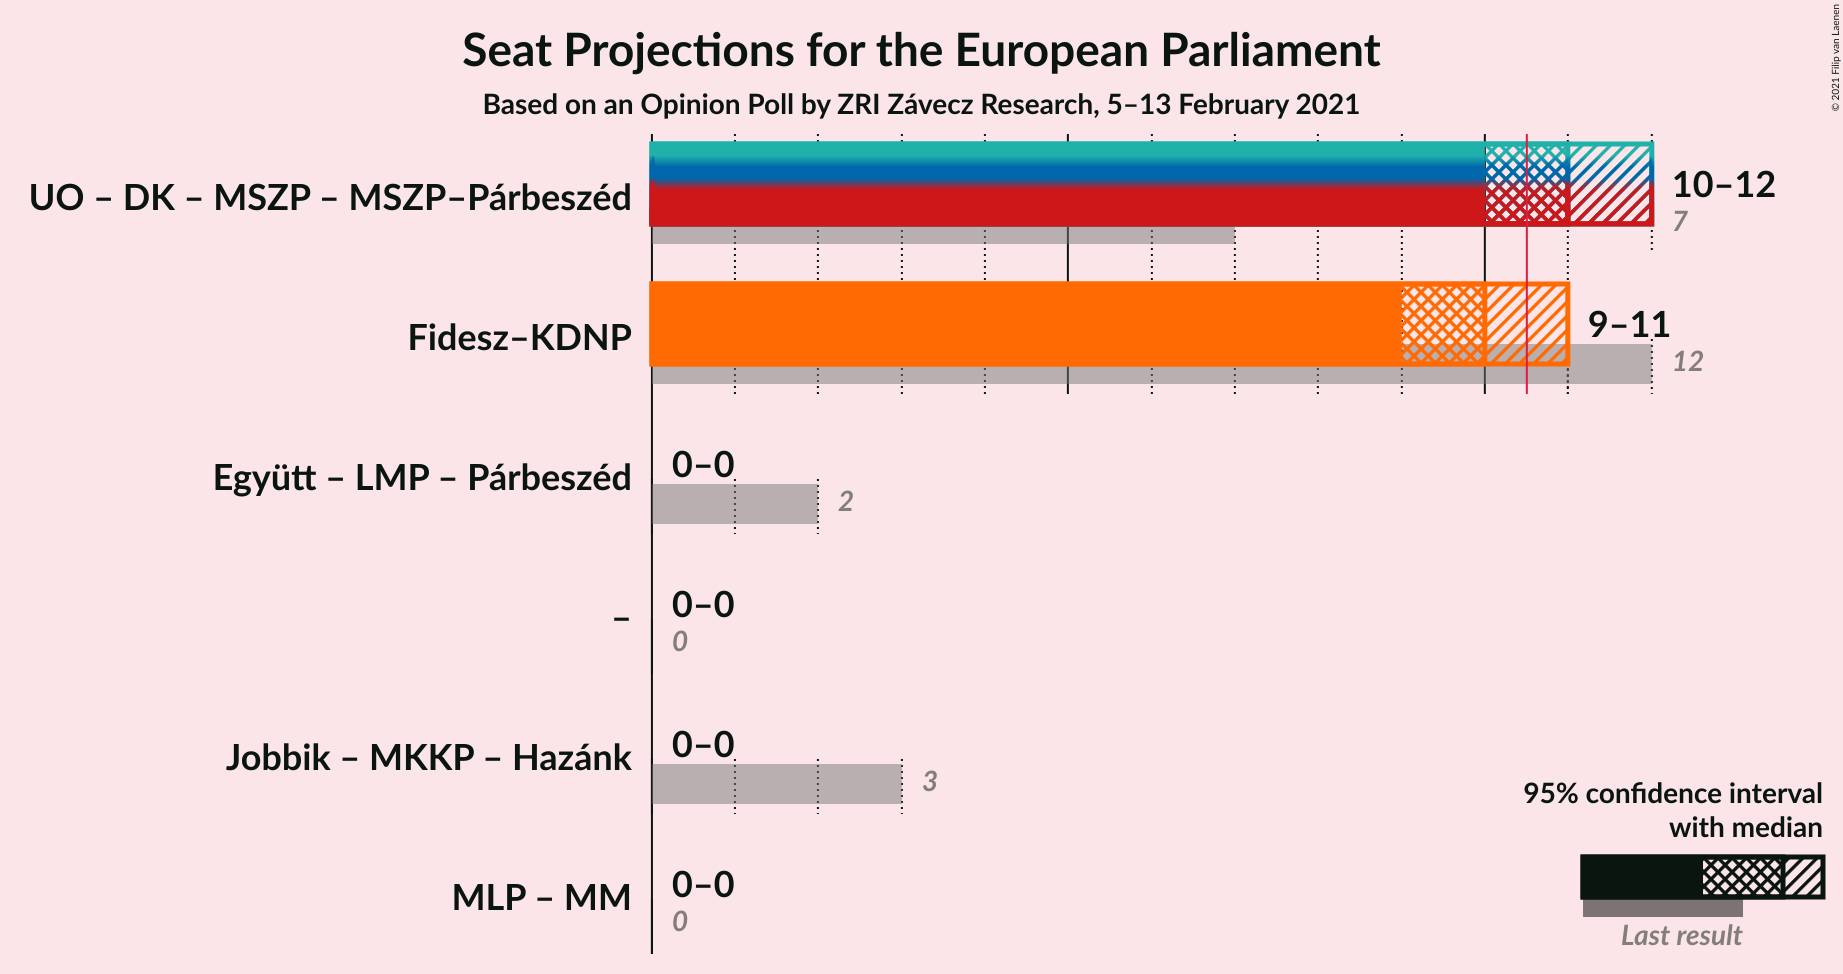 Seat Projections for the European Parliament
Based on an Opinion Poll by ZRI Závecz Research, 5–13 February 2021
© 2021 Filip van Laenen
UO – DK – MSZP – MSZP–Párbeszéd
10–12
7
Fidesz–KDNP
9–11
12
Együtt – LMP – Párbeszéd
0–0
2
–
0–0
0
Jobbik – MKKP – Hazánk
0–0
3
MLP – MM
0–0
0
95% confidence interval
with median
Last result